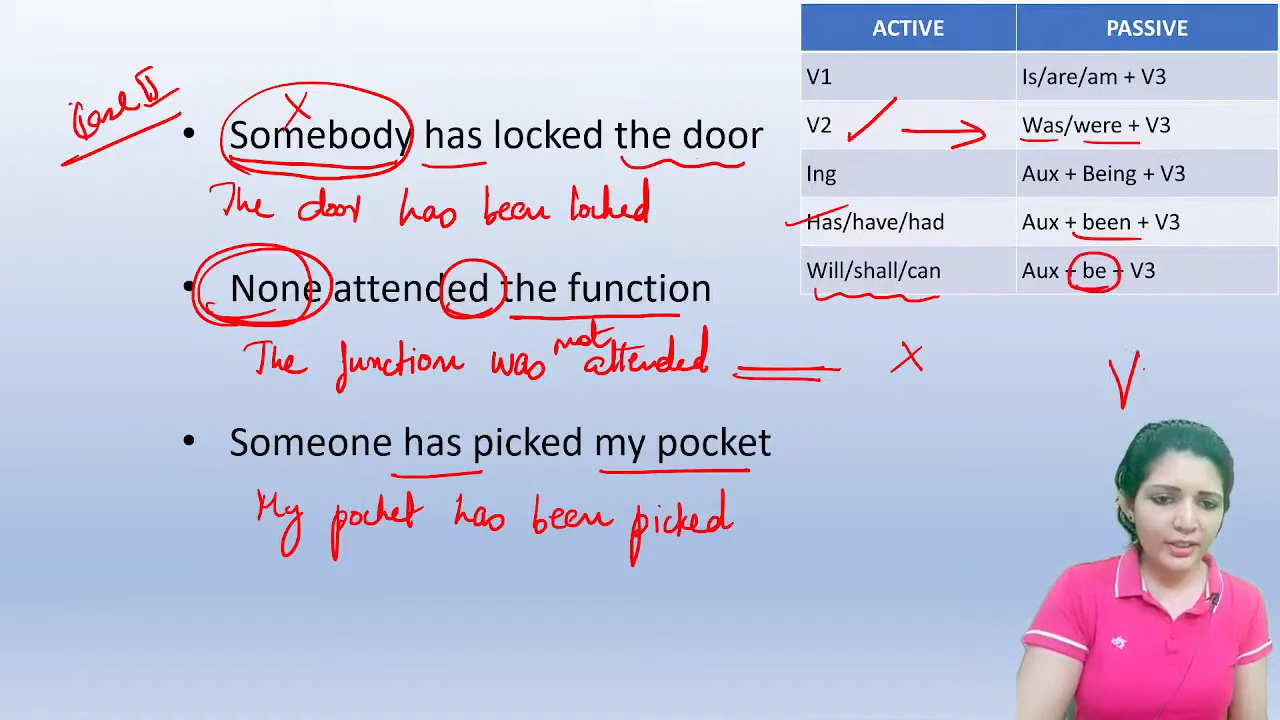 Case II
• Somebody has locked the door
The door has been locked
• None attended the function
The function was not attended
• Someone has picked my pocket
My pocket has been picked
ACTIVE PASSIVE
V1 Is/are/am + V3
V2 Was/were + V3
Ing Aux + Being + V3
Has/have/had Aux + been + V3
Will/shall/can Aux + be + V3
X
X
V